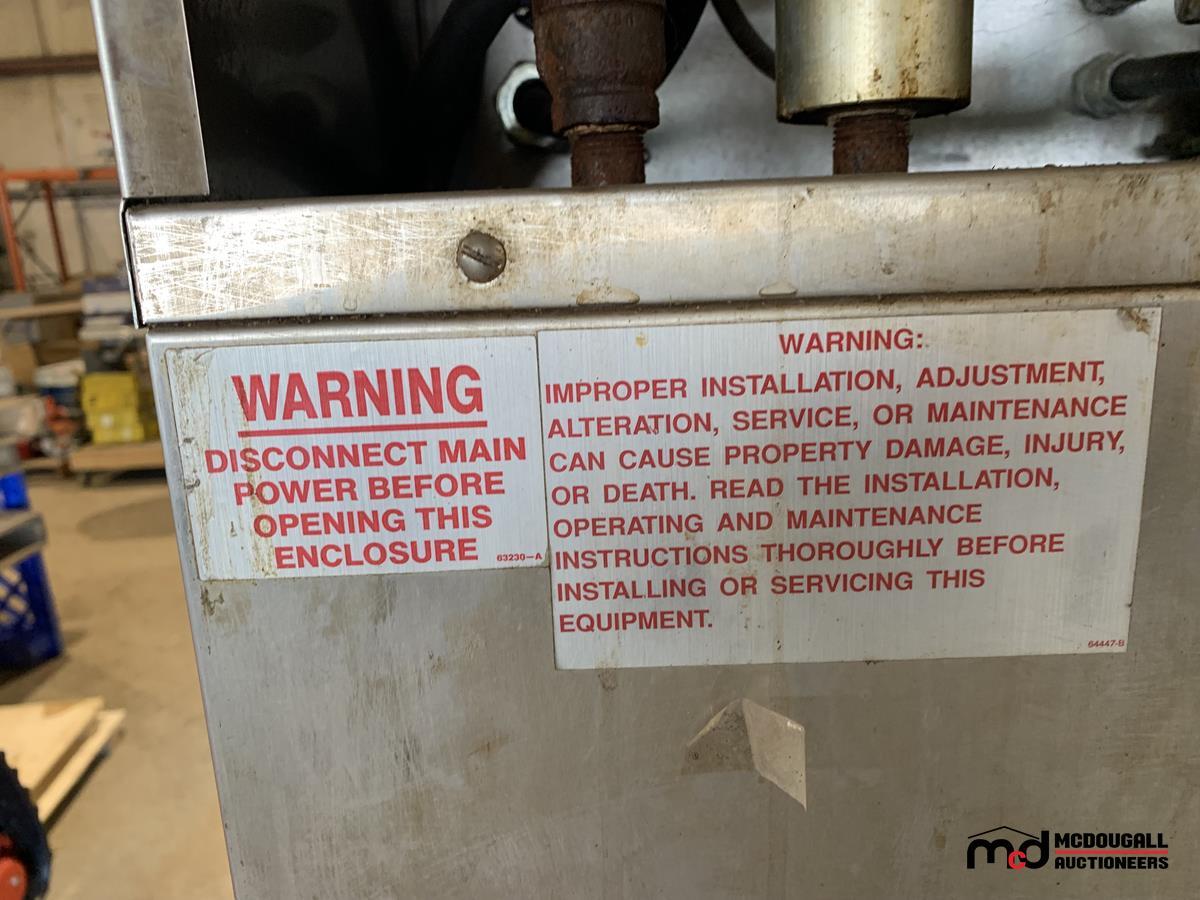 WARNING
DISCONNECT MAIN
POWER BEFORE
OPENING THIS
ENCLOSURE
63230-A
WARNING:
IMPROPER INSTALLATION, ADJUSTMENT,
ALTERATION, SERVICE, OR MAINTENANCE
CAN CAUSE PROPERTY DAMAGE, INJURY,
OR DEATH. READ THE INSTALLATION,
OPERATING AND MAINTENANCE
INSTRUCTIONS THOROUGHLY BEFORE
INSTALLING OR SERVICING THIS
EQUIPMENT.
64447-B
mcd
MCDOUGALL
AUCTIONEERS